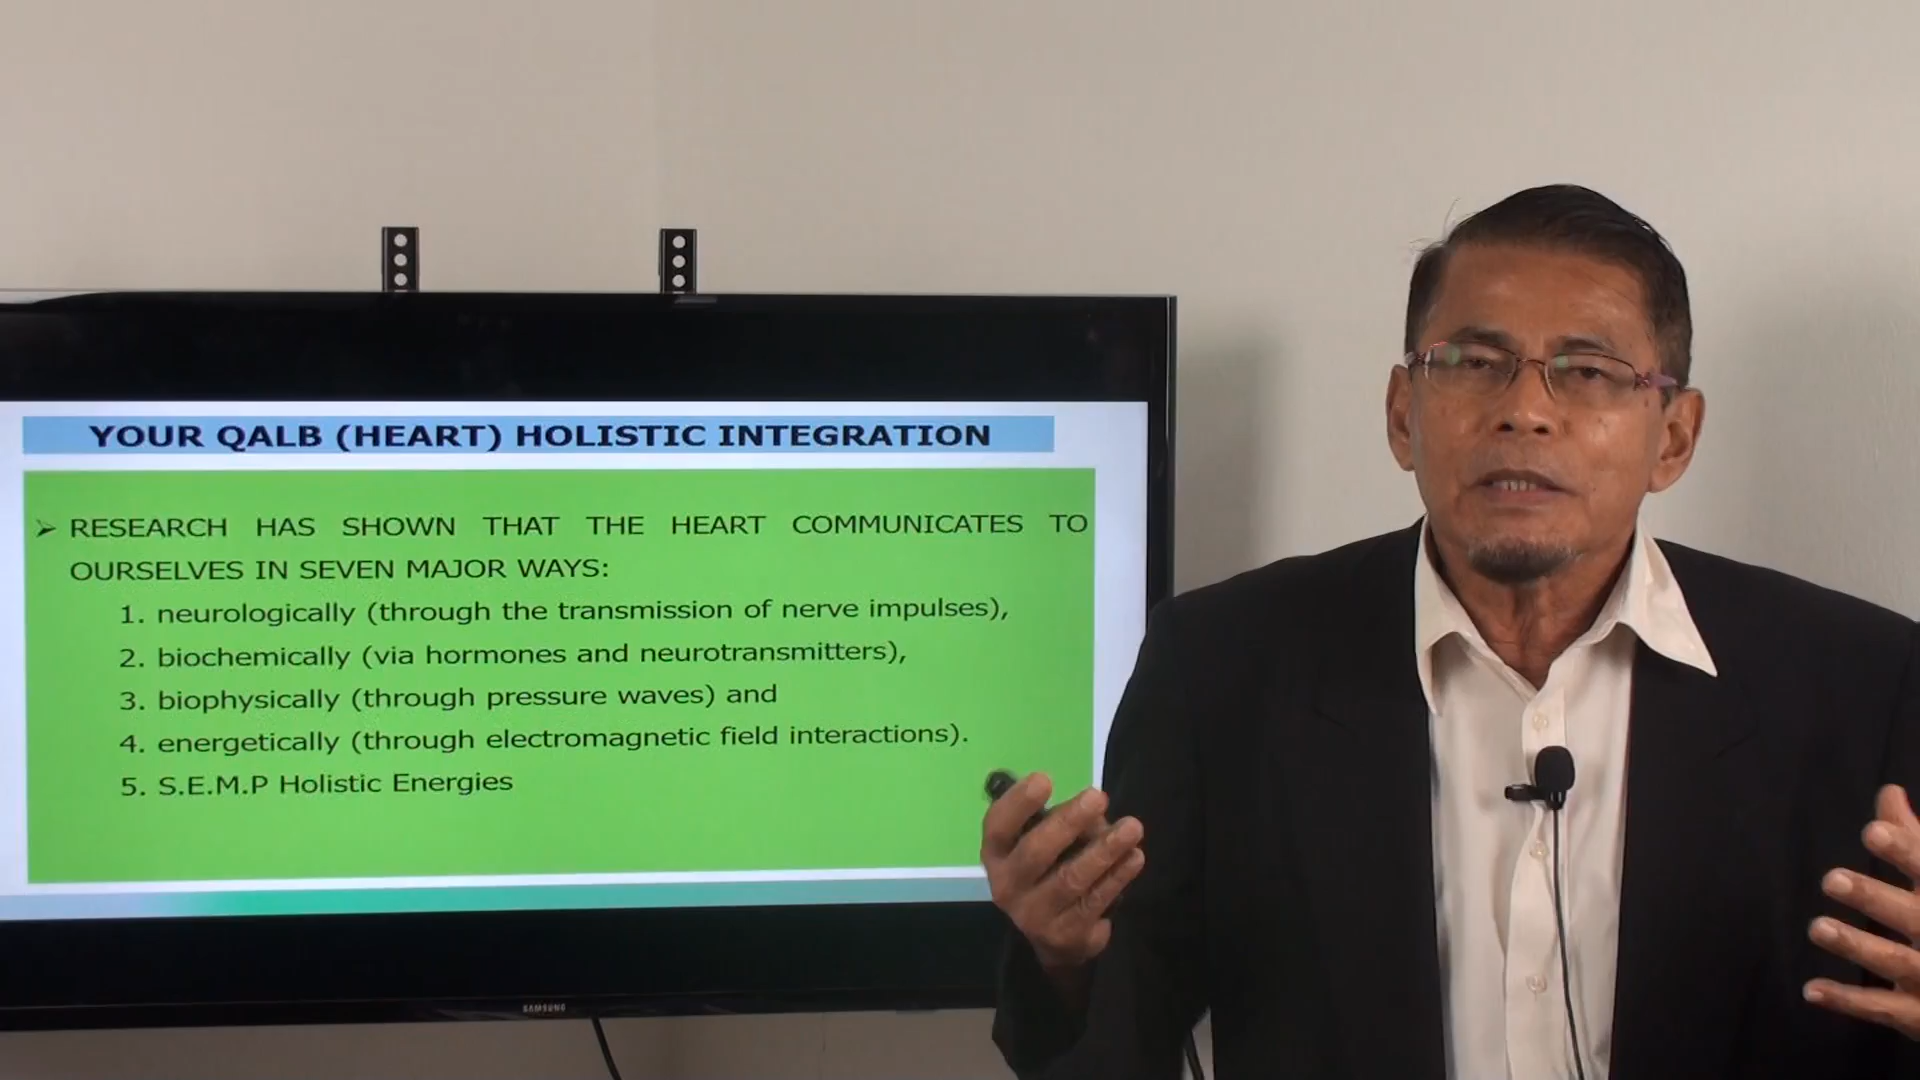 YOUR QALB (HEART) HOLISTIC INTEGRATION
➢ RESEARCH HAS SHOWN THAT THE HEART COMMUNICATES TO
OURSELVES IN SEVEN MAJOR WAYS:
1. neurologically (through the transmission of nerve impulses),
2. biochemically (via hormones and neurotransmitters),
3. biophysically (through pressure waves) and
4. energetically (through electromagnetic field interactions).
5. S.E.M.P Holistic Energies
SAMSUNG